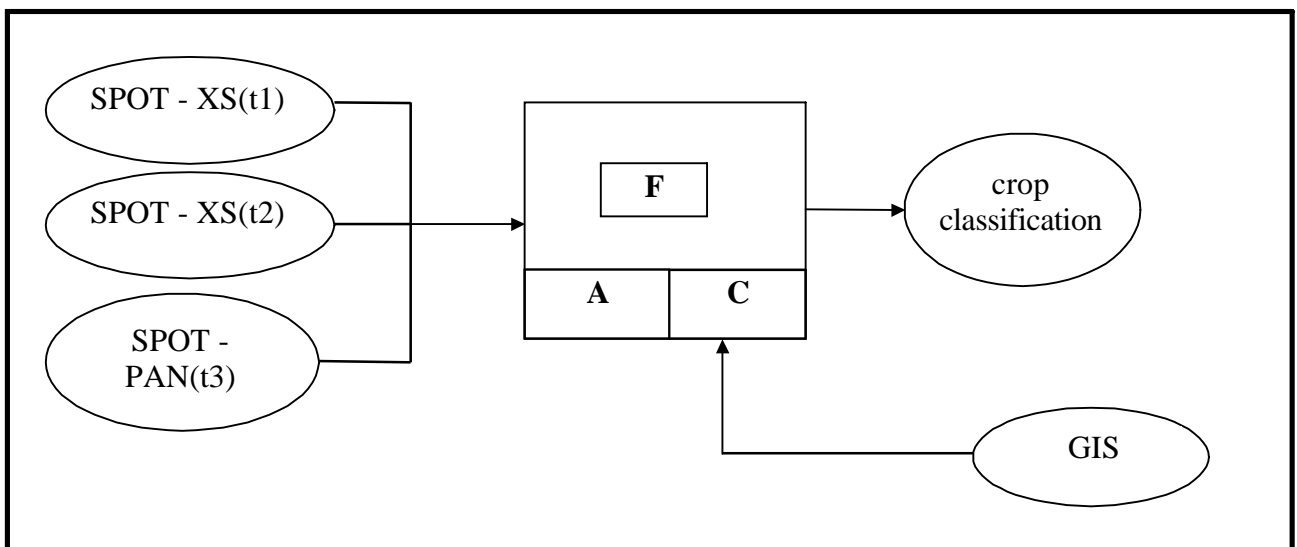 SPOT - XS(t1)
SPOT - XS(t2)
SPOT -
PAN(t3)
F
A
C
crop
classification
GIS